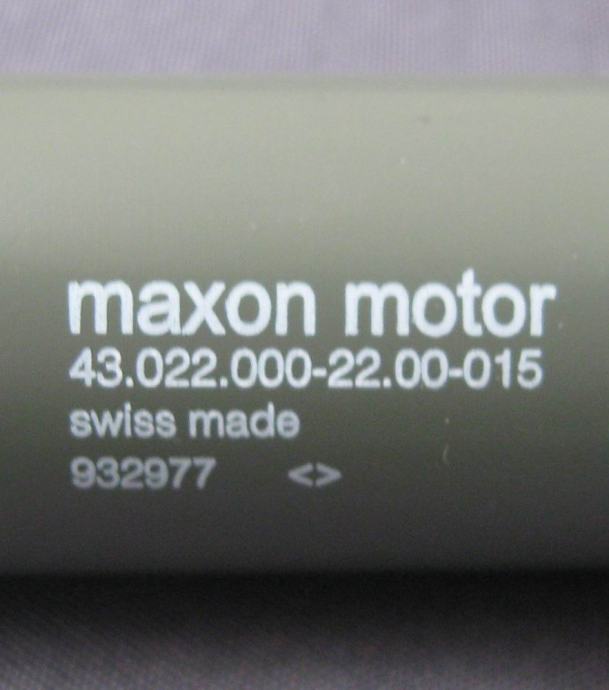 maxon motor
43.022.000-22.00-015
swiss made
932977 <>